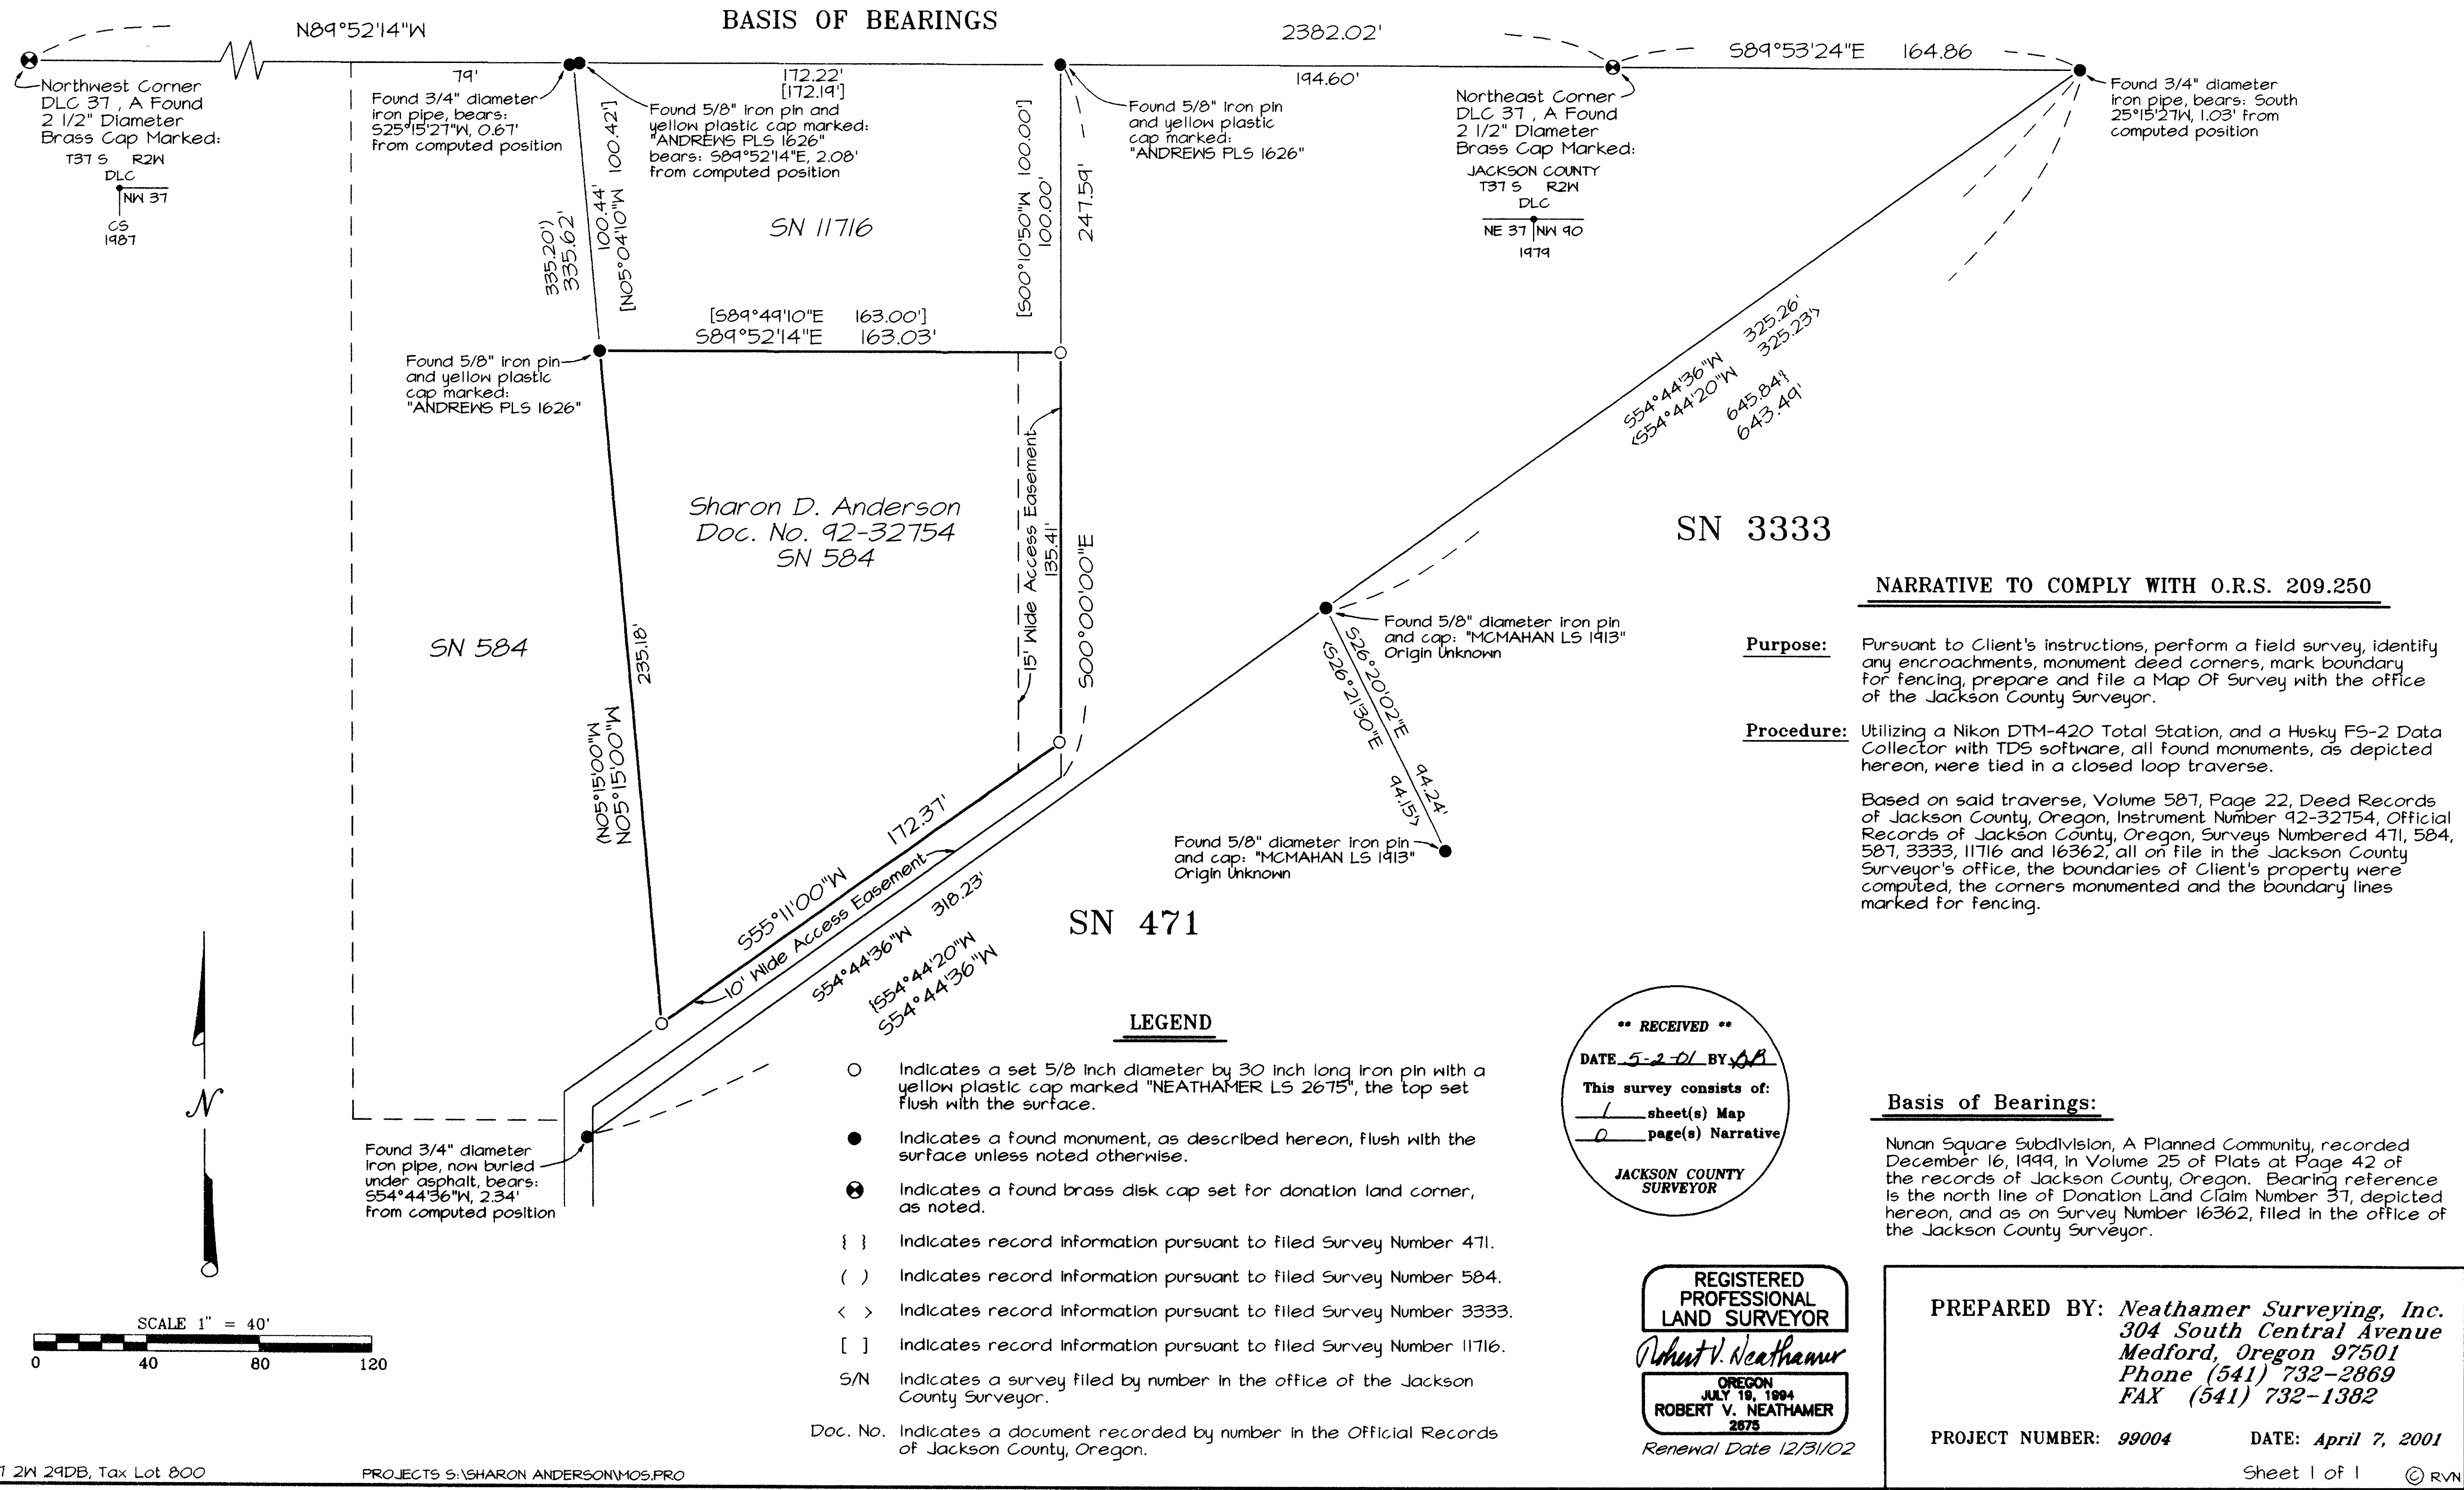 BASIS OF BEARINGS
N89°52'14"W
2382.02'
S89°53'24"E 164.86
79'
172.22'
[172.19']
194.60'
Northwest Corner
DLC 37 , A Found
2 1/2" Diameter
Brass Cap Marked:
T37 S R2W
DLC
NW 37
CS
1987
Found 3/4" diameter
iron pipe, bears:
S25°15'27"W, 0.67'
from computed position
Found 5/8" iron pin and
yellow plastic cap marked:
"ANDREWS PLS 1626"
bears: S89°52'14"E, 2.08'
from computed position
Found 5/8" iron pin
and yellow plastic
cap marked:
"ANDREWS PLS 1626"
Northeast Corner
DLC 37 , A Found
2 1/2" Diameter
Brass Cap Marked:
JACKSON COUNTY
T37 S R2W
DLC
NE 37 NW 90
1979
Found 3/4" diameter
iron pipe, bears: South
25°15'27W, 1.03' from
computed position
335.20')
335.62'
100.44'
[N05°04'10"W 100.42']
SN 11716
[S00°10'50"W 100.00']
100.00'
247.59'
[S89°49'10"E 163.00']
S89°52'14"E 163.03'
Found 5/8" iron pin
and yellow plastic
cap marked:
"ANDREWS PLS 1626"
S54°44'36"W 325.26'
<S54°44'20"W 325.23'>
645.84'}
643.49'
Sharon D. Anderson
Doc. No. 92-32754
SN 584
15' Wide Access Easement
135.41'
S00°00'00"E
SN 584
235.18'
(N05°15'00"W
N05°15'00"W
SN 3333
Found 5/8" diameter iron pin
and cap: "MCMAHAN LS 1913"
Origin Unknown
S26°20'02"E 94.24'
<S26°21'30"E 94.15'>
Found 5/8" diameter iron pin
and cap: "MCMAHAN LS 1913"
Origin Unknown
S55°11'00"W 172.37'
10' Wide Access Easement
S54°44'36"W 318.23'
{S54°44'20"W
S54°44'36"W
SN 471
Found 3/4" diameter
iron pipe, now buried
under asphalt, bears:
S54°44'36"W, 2.34'
from computed position
N
SCALE 1" = 40'
0 40 80 120
NARRATIVE TO COMPLY WITH O.R.S. 209.250
Purpose: Pursuant to Client's instructions, perform a field survey, identify
any encroachments, monument deed corners, mark boundary
for fencing, prepare and file a Map Of Survey with the office
of the Jackson County Surveyor.
Procedure: Utilizing a Nikon DTM-420 Total Station, and a Husky FS-2 Data
Collector with TDS software, all found monuments, as depicted
hereon, were tied in a closed loop traverse.
Based on said traverse, Volume 587, Page 22, Deed Records
of Jackson County, Oregon, Instrument Number 92-32754, Official
Records of Jackson County, Oregon, Surveys Numbered 471, 584,
587, 3333, 11716 and 16362, all on file in the Jackson County
Surveyor's office, the boundaries of Client's property were
computed, the corners monumented and the boundary lines
marked for fencing.
LEGEND
Indicates a set 5/8 inch diameter by 30 inch long iron pin with a
yellow plastic cap marked "NEATHAMER LS 2675", the top set
flush with the surface.
Indicates a found monument, as described hereon, flush with the
surface unless noted otherwise.
Indicates a found brass disk cap set for donation land corner,
as noted.
{ } Indicates record information pursuant to filed Survey Number 471.
( ) Indicates record information pursuant to filed Survey Number 584.
< > Indicates record information pursuant to filed Survey Number 3333.
[ ] Indicates record information pursuant to filed Survey Number 11716.
S/N Indicates a survey filed by number in the office of the Jackson
County Surveyor.
Doc. No. Indicates a document recorded by number in the Official Records
of Jackson County, Oregon.
** RECEIVED **
DATE 5-2-01 BY BB
This survey consists of:
1 sheet(s) Map
0 page(s) Narrative
JACKSON COUNTY
SURVEYOR
Basis of Bearings:
Nunan Square Subdivision, A Planned Community, recorded
December 16, 1999, in Volume 25 of Plats at Page 42 of
the records of Jackson County, Oregon. Bearing reference
is the north line of Donation Land Claim Number 37, depicted
hereon, and as on Survey Number 16362, filed in the office of
the Jackson County Surveyor.
REGISTERED
PROFESSIONAL
LAND SURVEYOR
Robert V. Neathamer
OREGON
JULY 19, 1994
ROBERT V. NEATHAMER
2675
Renewal Date 12/31/02
PREPARED BY: Neathamer Surveying, Inc.
304 South Central Avenue
Medford, Oregon 97501
Phone (541) 732-2869
FAX (541) 732-1382
PROJECT NUMBER: 99004 DATE: April 7, 2001
Sheet 1 of 1 © RVN
2W 29DB, Tax Lot 800
PROJECTS S:\SHARON ANDERSON\MOS.PRO